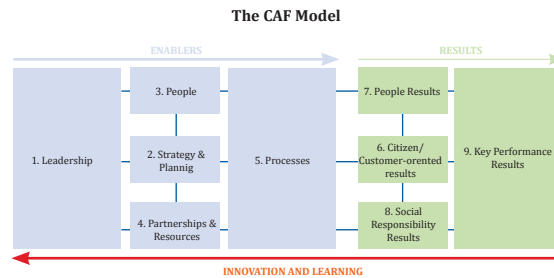 The CAF Model
ENABLERS
RESULTS
1. Leadership
3. People
2. Strategy &
Plannig
4. Partnerships &
Resources
5. Processes
7. People Results
6. Citizen/
Customer-oriented
results
8. Social
Responsibility
Results
9. Key Performance
Results
INNOVATION AND LEARNING